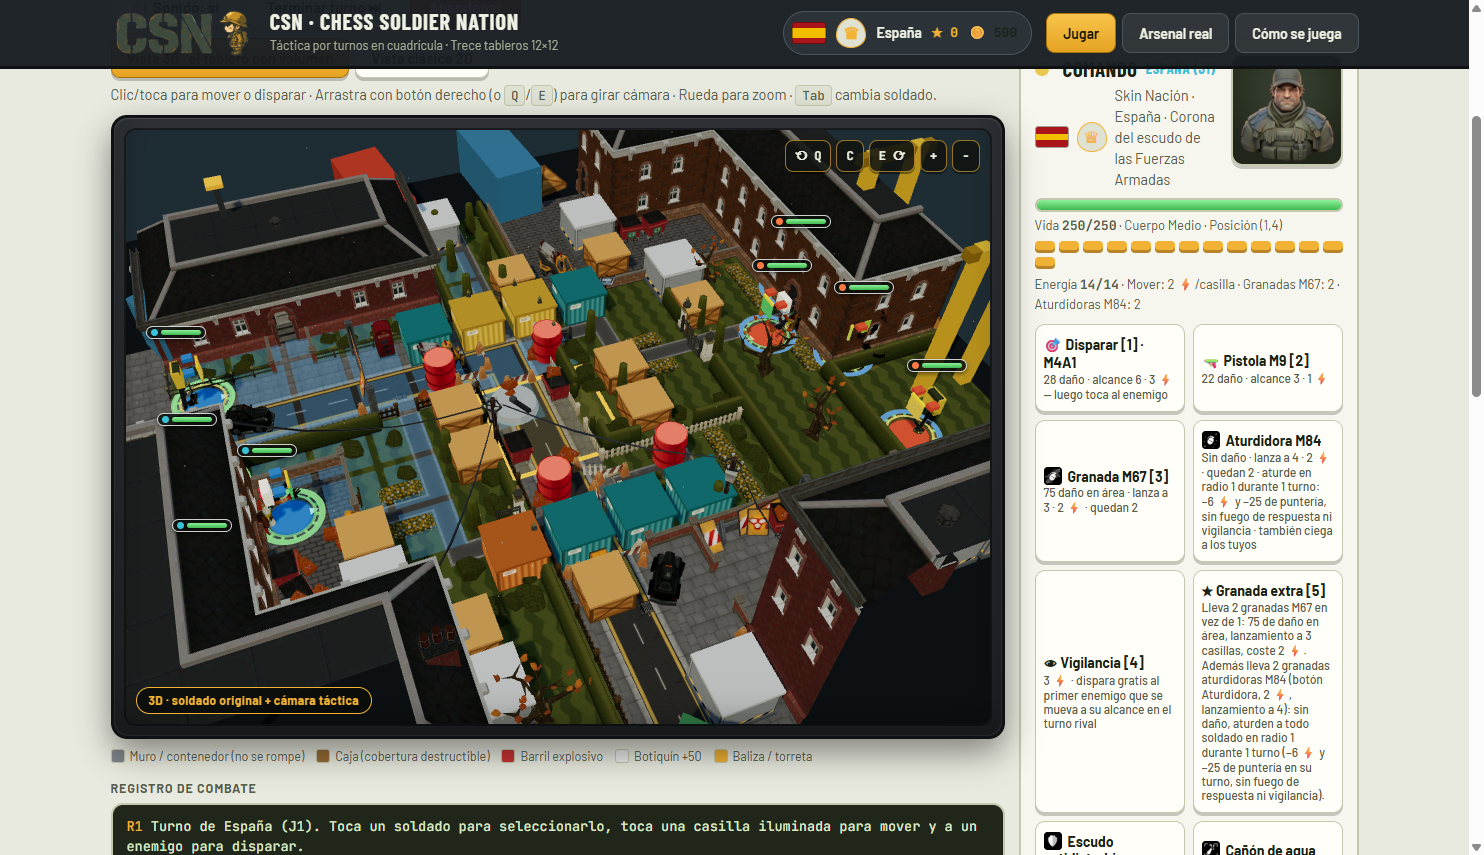 CSN
CSN · CHESS SOLDIER NATION
Táctica por turnos en cuadrícula · Trece tableros 12×12
España ★ 0 500
Jugar
Arsenal real
Cómo se juega
Clic/toca para mover o disparar · Arrastra con botón derecho (o Q / E ) para girar cámara · Rueda para zoom · Tab cambia soldado.
Q
C
E
+
-
3D · soldado original + cámara táctica
Muro / contenedor (no se rompe)
Caja (cobertura destructible)
Barril explosivo
Botiquín +50
Baliza / torreta
REGISTRO DE COMBATE
R1 Turno de España (J1). Toca un soldado para seleccionarlo, toca una casilla iluminada para mover y a un
enemigo para disparar.
COMANDO ESPAÑA (J1)
Skin Nación ·
España · Corona
del escudo de
las Fuerzas
Armadas
Vida 250/250 · Cuerpo Medio · Posición (1,4)
Energía 14/14 · Mover: 2 /casilla · Granadas M67: 2 ·
Aturdidoras M84: 2
Disparar [1] ·
M4A1
28 daño · alcance 6 · 3
— luego toca al enemigo
Pistola M9 [2]
22 daño · alcance 3 · 1
Granada M67 [3]
75 daño en área · lanza a
3 · 2 · quedan 2
Aturdidora M84
Sin daño · lanza a 4 · 2
· quedan 2 · aturde en
radio 1 durante 1 turno:
−6 y −25 de puntería,
sin fuego de respuesta ni
vigilancia · también ciega
a los tuyos
Vigilancia [4]
3 · dispara gratis al
primer enemigo que se
mueva a su alcance en el
turno rival
★ Granada extra [5]
Lleva 2 granadas M67 en
vez de 1: 75 de daño en
área, lanzamiento a 3
casillas, coste 2 .
Además lleva 2 granadas
aturdidoras M84 (botón
Aturdidora, 2 ,
lanzamiento a 4): sin
daño, aturden a todo
soldado en radio 1
durante 1 turno (−6 y
−25 de puntería en su
turno, sin fuego de
respuesta ni vigilancia).
Escudo
Cañón de agua